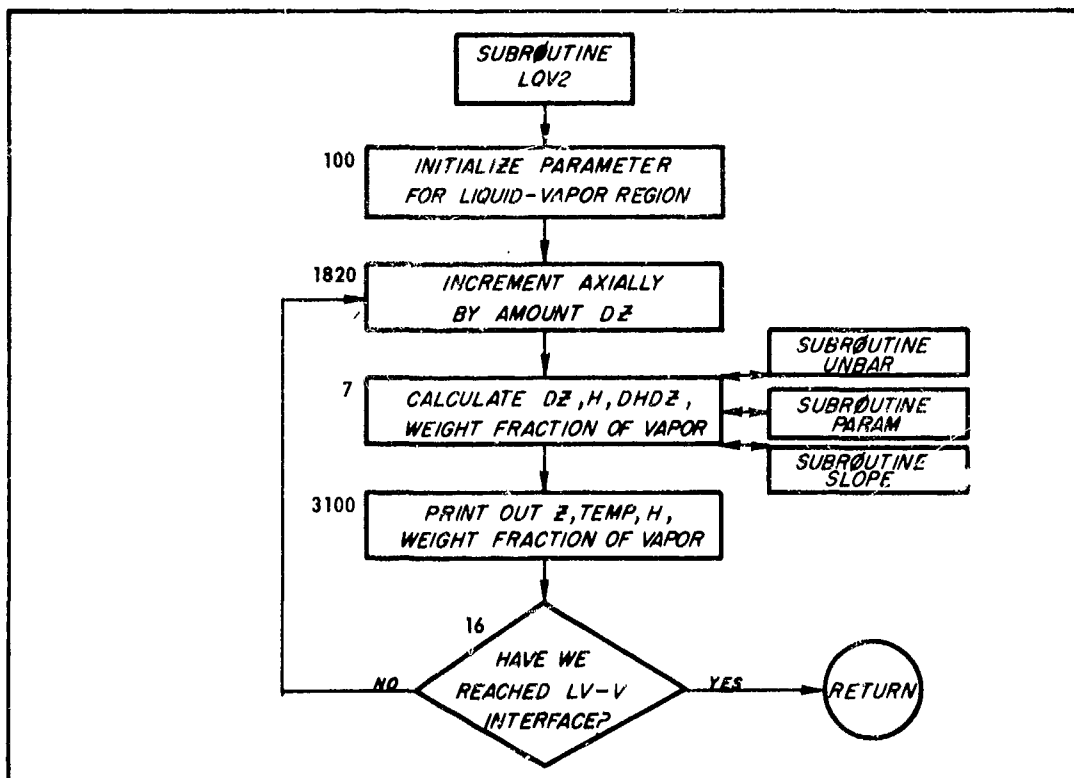 SUBRØUTINE
LQV2
100
INITIALIZE PARAMETER
FOR LIQUID-VAPOR REGION
1820
INCREMENT AXIALLY
BY AMOUNT DZ
SUBRØUTINE
UNBAR
7
CALCULATE DZ, H, DHDZ,
WEIGHT FRACTION OF VAPOR
SUBRØUTINE
PARAM
SUBRØUTINE
SLOPE
3100
PRINT OUT Z, TEMP, H,
WEIGHT FRACTION OF VAPOR
16
HAVE WE
REACHED LV-V
INTERFACE?
NO
YES
RETURN